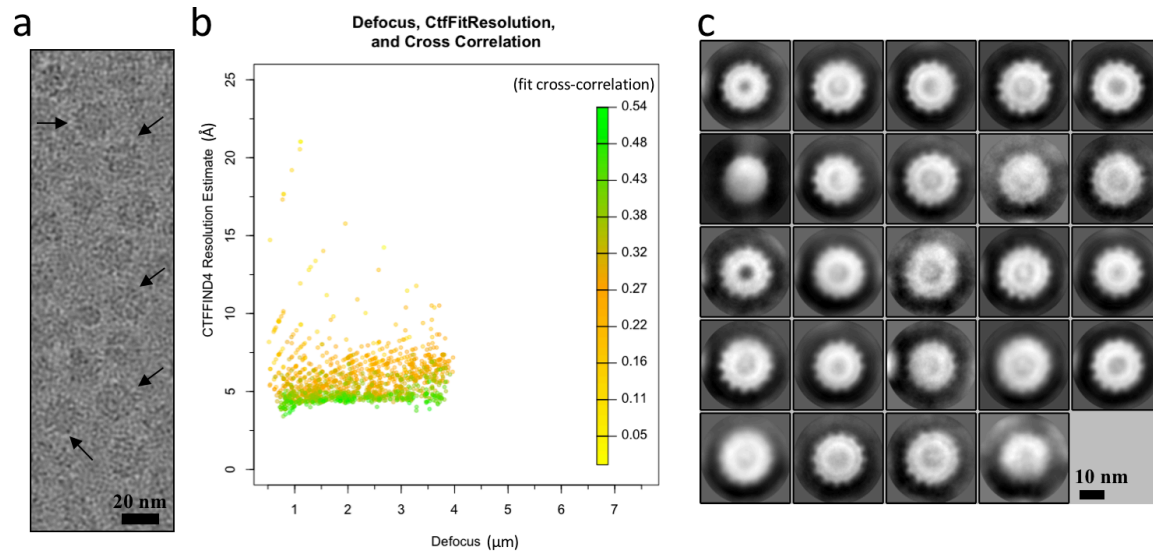 a
20 nm
b
Defocus, CtfFitResolution,
and Cross Correlation
(fit cross-correlation)
CTFFIND4 Resolution Estimate (Å)
25
20
15
10
5
0
0.54
0.48
0.43
0.38
0.32
0.27
0.22
0.16
0.11
0.05
1 2 3 4 5 6 7
Defocus (μm)
c
10 nm